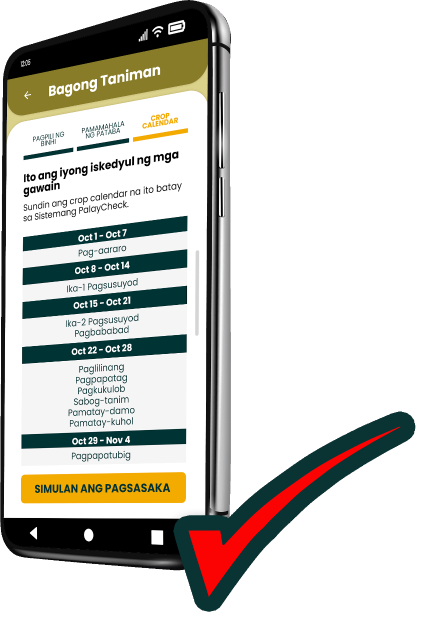 12:05
Bagong Taniman
PAGPILI NG
BINHI
PAMAMAHALA
NG PATABA
CROP
CALENDAR
Ito ang iyong iskedyul ng mga
gawain
Sundin ang crop calendar na ito batay
sa Sistemang PalayCheck.
Oct 1 - Oct 7
Pag-aararo
Oct 8 - Oct 14
Ika-1 Pagsusuyod
Oct 15 - Oct 21
Ika-2 Pagsusuyod
Pagbababad
Oct 22 - Oct 28
Paglilinang
Pagpapatag
Pagkukulob
Sabog-tanim
Pamatay-damo
Pamatay-kuhol
Oct 29 - Nov 4
Pagpapatubig
SIMULAN ANG PAGSASAKA